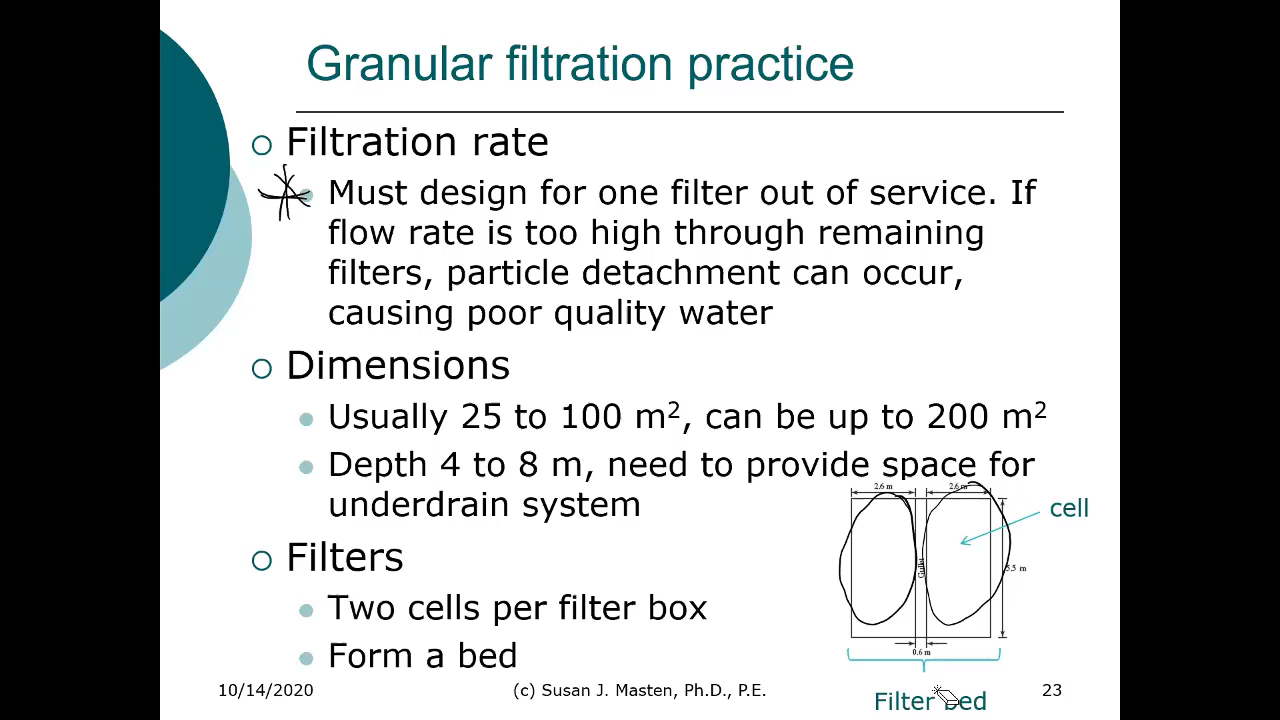 Granular filtration practice
Filtration rate
Must design for one filter out of service. If
flow rate is too high through remaining
filters, particle detachment can occur,
causing poor quality water
Dimensions
Usually 25 to 100 m², can be up to 200 m²
Depth 4 to 8 m, need to provide space for
underdrain system
Filters
Two cells per filter box
Form a bed
2.6 m
2.6 m
cell
Gullet
5.5 m
0.6 m
Filter bed
10/14/2020
(c) Susan J. Masten, Ph.D., P.E.
23